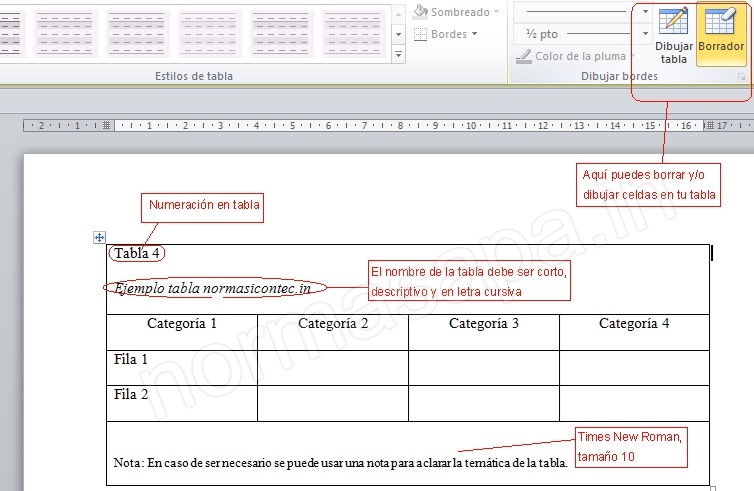 Sombreado
Bordes
½ pto
Color de la pluma
Dibujar tabla
Borrador
Estilos de tabla
Dibujar bordes
2 1 1 2 3 4 5 6 7 8 9 10 11 12 13 14 15 16 17
Aquí puedes borrar y/o
dibujar celdas en tu tabla
Numeración en tabla
Tabla 4
El nombre de la tabla debe ser corto,
descriptivo y en letra cursiva
Ejemplo tabla normasicontec.in
Categoría 1 Categoría 2 Categoría 3 Categoría 4
Fila 1
Fila 2
Times New Roman,
tamaño 10
Nota: En caso de ser necesario se puede usar una nota para aclarar la temática de la tabla.
normasapa.in